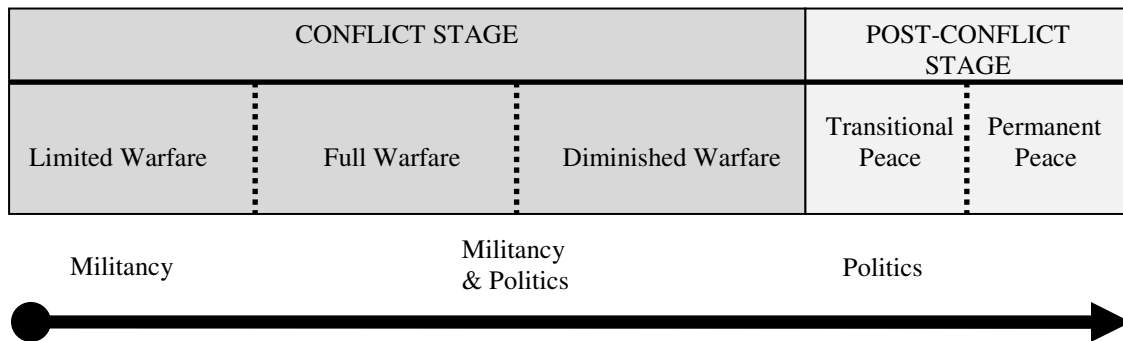 CONFLICT STAGE
POST-CONFLICT
STAGE
Limited Warfare
Full Warfare
Diminished Warfare
Transitional
Peace
Permanent
Peace
Militancy
Militancy
& Politics
Politics